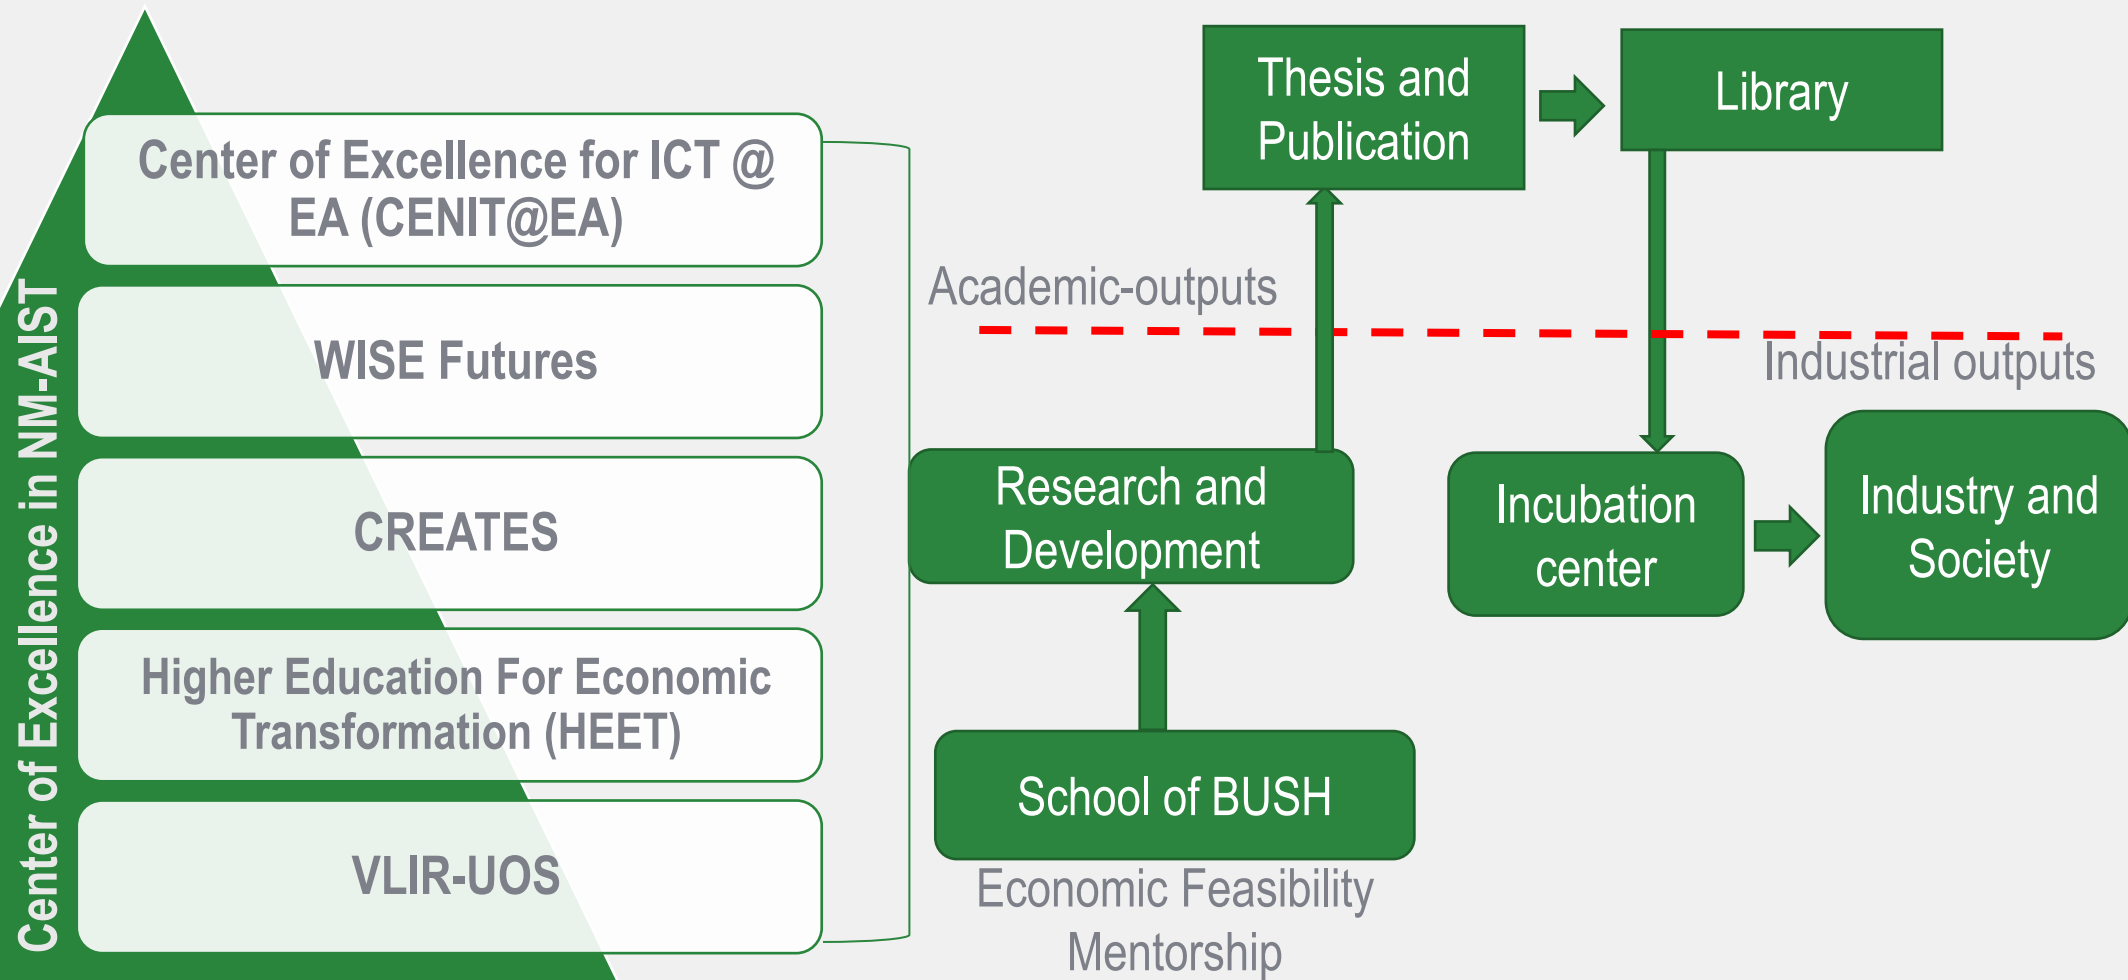 Center of Excellence in NM-AIST
Center of Excellence for ICT @
EA (CENIT@EA)
WISE Futures
CREATES
Higher Education For Economic
Transformation (HEET)
VLIR-UOS
Thesis and
Publication
Library
Academic-outputs
Industrial outputs
Research and
Development
Incubation
center
Industry and
Society
School of BUSH
Economic Feasibility
Mentorship